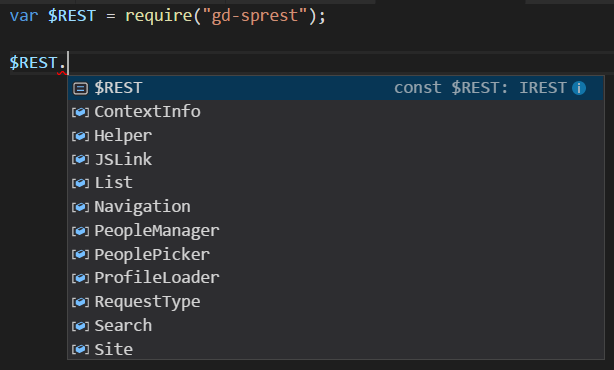 var $REST = require("gd-sprest");
$REST.
$REST const $REST: IREST
ContextInfo
Helper
JSLink
List
Navigation
PeopleManager
PeoplePicker
ProfileLoader
RequestType
Search
Site